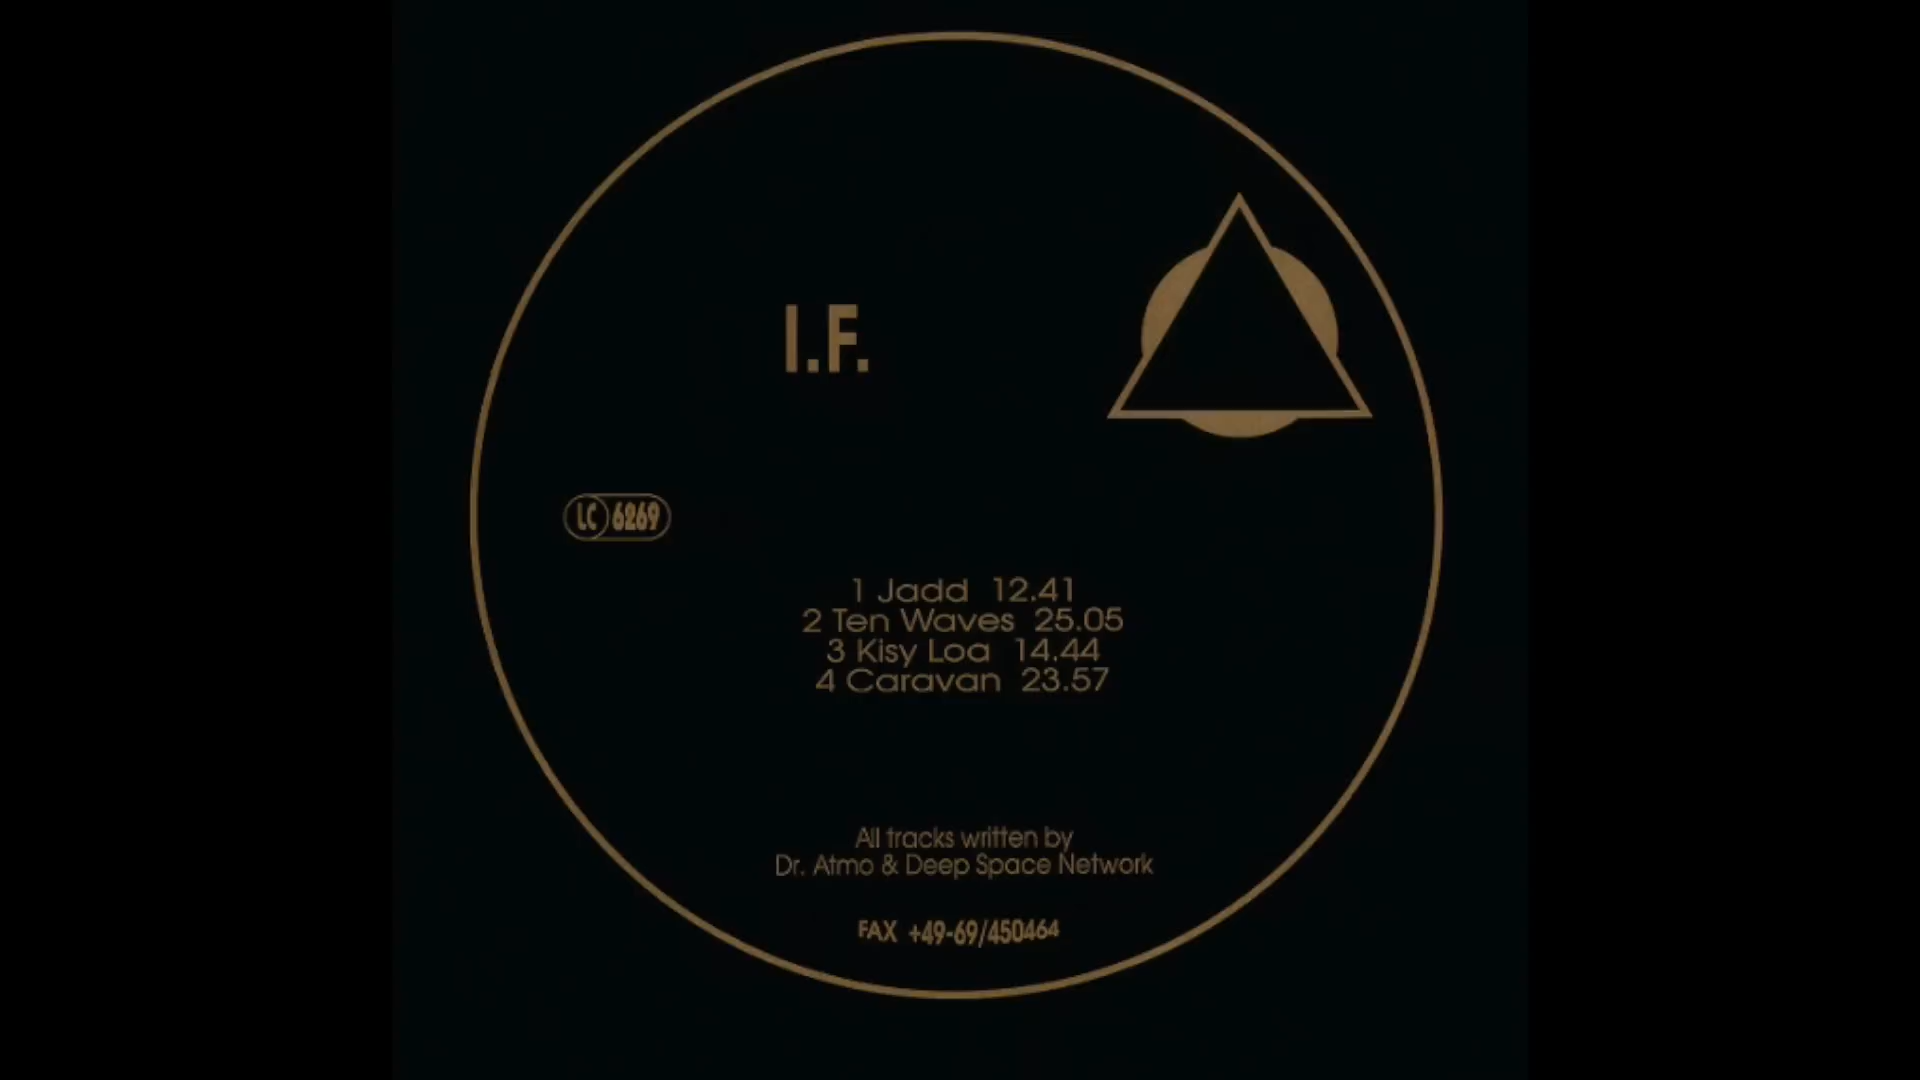 I.F.
LC 6269
1 Jadd 12.41
2 Ten Waves 25.05
3 Kisy Loa 14.44
4 Caravan 23.57
All tracks written by
Dr. Atmo & Deep Space Network
FAX +49-69/450464